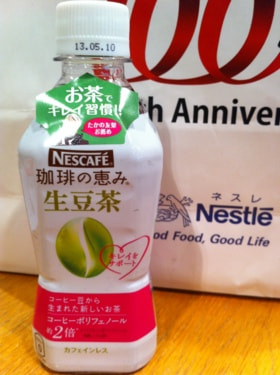 13.05.10
お茶で
キレイ習慣!
たかの友梨
お薦め
NESCAFÉ
珈琲の恵み
生豆茶
キレイを
サポート
コーヒー豆から
生まれた新しいお茶
コーヒーポリフェノール
約2倍*
カフェインレス
00
th Anniver
ネスレ
Nestlé
ood Food, Good Life